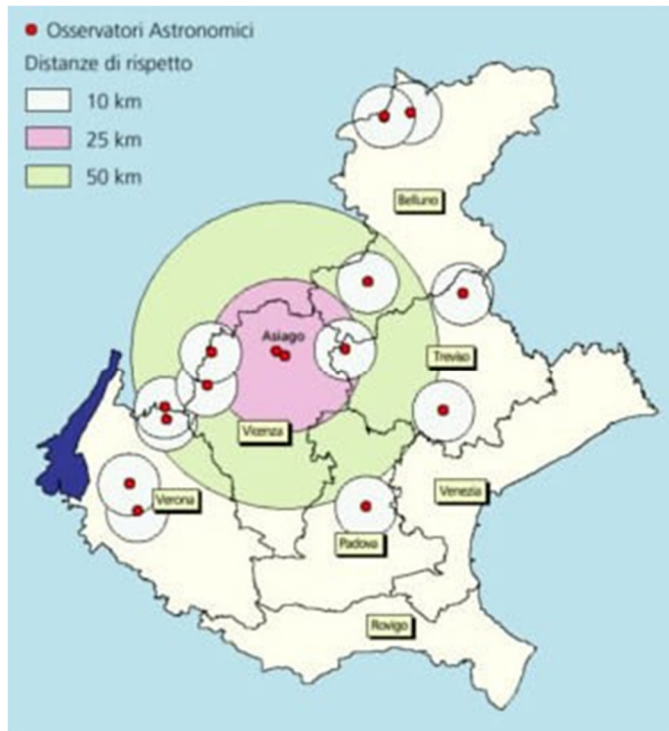 Osservatori Astronomici
Distanze di rispetto
10 km
25 km
50 km
Belluno
Asiago
Treviso
Vicenza
Verona
Venezia
Padova
Rovigo